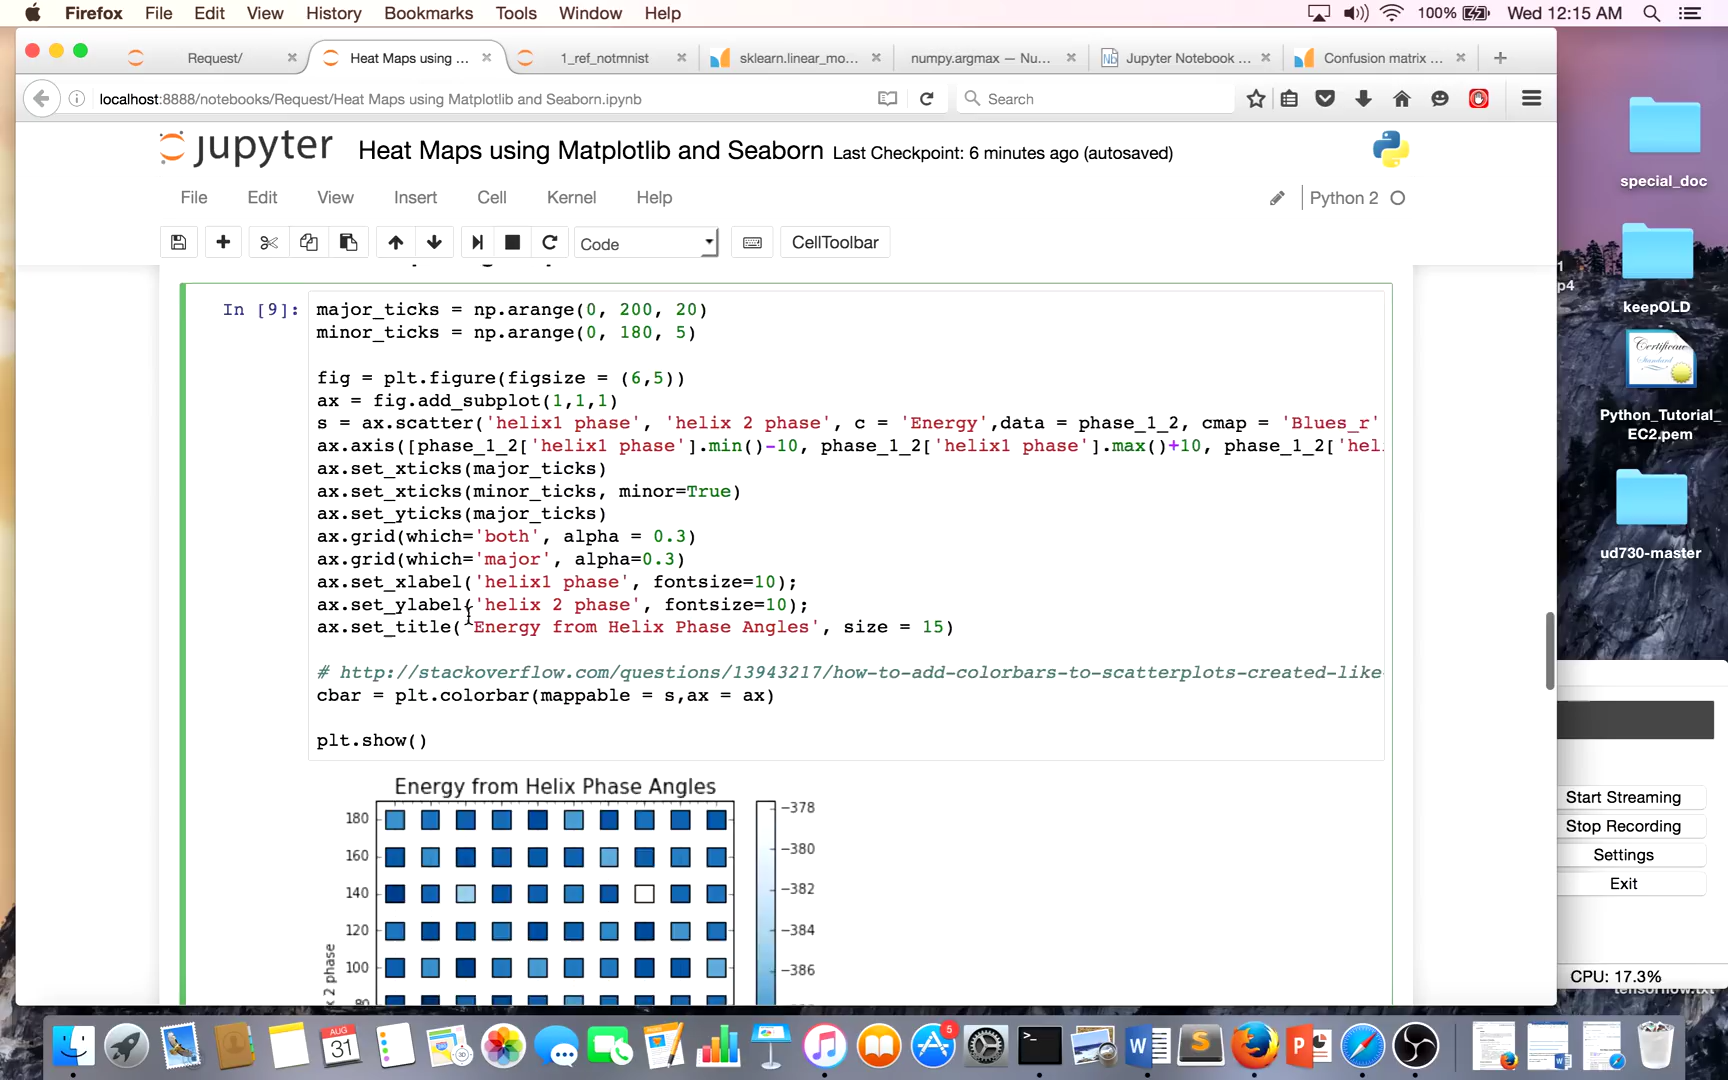 Firefox File Edit View History Bookmarks Tools Window Help 100% Wed 12:15 AM
Request/ Heat Maps using ... 1_ref_notmnist sklearn.linear_mo... numpy.argmax — Nu... Jupyter Notebook ... Confusion matrix ...
localhost:8888/notebooks/Request/Heat Maps using Matplotlib and Seaborn.ipynb Search
jupyter Heat Maps using Matplotlib and Seaborn Last Checkpoint: 6 minutes ago (autosaved)
File Edit View Insert Cell Kernel Help Python 2
Code CellToolbar
In [9]:
major_ticks = np.arange(0, 200, 20)
minor_ticks = np.arange(0, 180, 5)
fig = plt.figure(figsize = (6,5))
ax = fig.add_subplot(1,1,1)
s = ax.scatter('helix1 phase', 'helix 2 phase', c = 'Energy',data = phase_1_2, cmap = 'Blues_r'
ax.axis([phase_1_2['helix1 phase'].min()-10, phase_1_2['helix1 phase'].max()+10, phase_1_2['hel
ax.set_xticks(major_ticks)
ax.set_xticks(minor_ticks, minor=True)
ax.set_yticks(major_ticks)
ax.grid(which='both', alpha = 0.3)
ax.grid(which='major', alpha=0.3)
ax.set_xlabel('helix1 phase', fontsize=10);
ax.set_ylabel('helix 2 phase', fontsize=10);
ax.set_title('Energy from Helix Phase Angles', size = 15)
# http://stackoverflow.com/questions/13943217/how-to-add-colorbars-to-scatterplots-created-like
cbar = plt.colorbar(mappable = s,ax = ax)
plt.show()
Energy from Helix Phase Angles
180
160
140
120
100
80
x 2 phase
−378
−380
−382
−384
−386
special_doc
1
p4
keepOLD
Certificate
Standard
Python_Tutorial_
EC2.pem
ud730-master
Start Streaming
Stop Recording
Settings
Exit
CPU: 17.3%
AUG
31
5